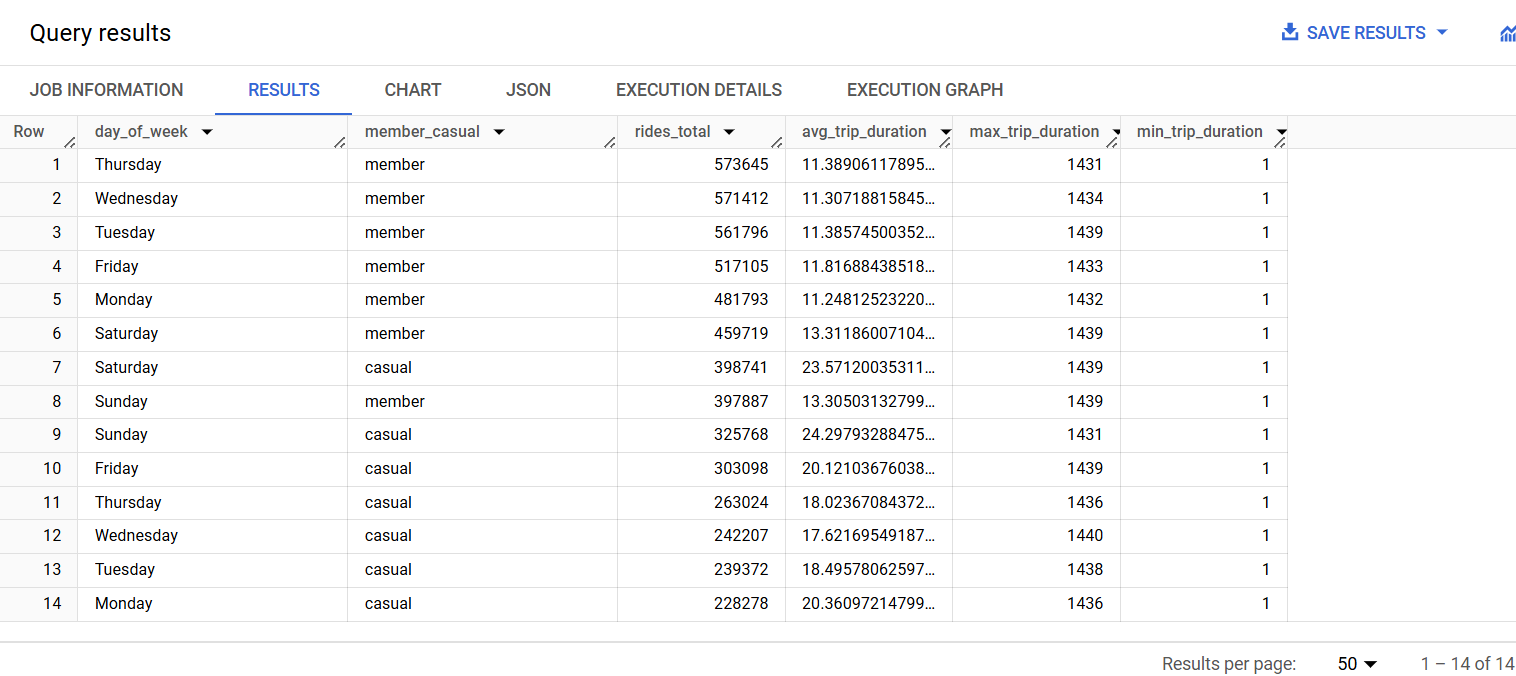 Query results SAVE RESULTS
JOB INFORMATION RESULTS CHART JSON EXECUTION DETAILS EXECUTION GRAPH
Row day_of_week member_casual rides_total avg_trip_duration max_trip_duration min_trip_duration
1 Thursday member 573645 11.38906117895... 1431 1
2 Wednesday member 571412 11.30718815845... 1434 1
3 Tuesday member 561796 11.38574500352... 1439 1
4 Friday member 517105 11.81688438518... 1433 1
5 Monday member 481793 11.24812523220... 1432 1
6 Saturday member 459719 13.31186007104... 1439 1
7 Saturday casual 398741 23.57120035311... 1439 1
8 Sunday member 397887 13.30503132799... 1439 1
9 Sunday casual 325768 24.29793288475... 1431 1
10 Friday casual 303098 20.12103676038... 1439 1
11 Thursday casual 263024 18.02367084372... 1436 1
12 Wednesday casual 242207 17.62169549187... 1440 1
13 Tuesday casual 239372 18.49578062597... 1438 1
14 Monday casual 228278 20.36097214799... 1436 1
Results per page: 50 1 – 14 of 14